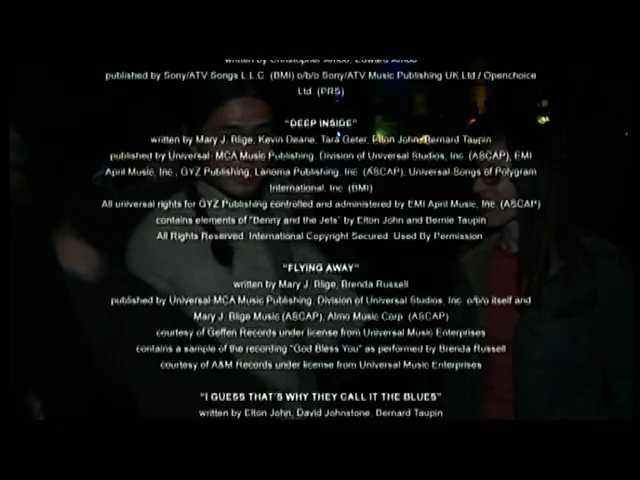 written by Christopher Ambo, Edward Ambo
published by Sony/ATV Songs L.L.C. (BMI) o/b/o Sony/ATV Music Publishing UK Ltd / Openchoice
Ltd. (PRS)
"DEEP INSIDE"
written by Mary J. Blige, Kevin Deane, Tara Geter, Elton John/Bernard Taupin
published by Universal- MCA Music Publishing, Division of Universal Studios, Inc. (ASCAP), EMI
April Music, Inc., GYZ Publishing, Lanoma Publishing, Inc. (ASCAP), Universal-Songs of Polygram
International, Inc. (BMI)
All universal rights for GYZ Publishing controlled and administered by EMI April Music, Inc. (ASCAP)
contains elements of "Benny and the Jets" by Elton John and Bernie Taupin
All Rights Reserved. International Copyright Secured. Used By Permission
"FLYING AWAY"
written by Mary J. Blige, Brenda Russell
published by Universal-MCA Music Publishing, Division of Universal Studios, Inc. o/b/o itself and
Mary J. Blige Music (ASCAP), Almo Music Corp. (ASCAP)
courtesy of Geffen Records under license from Universal Music Enterprises
contains a sample of the recording "God Bless You" as performed by Brenda Russell
courtesy of A&M Records under license from Universal Music Enterprises
"I GUESS THAT'S WHY THEY CALL IT THE BLUES"
written by Elton John, David Johnstone, Bernard Taupin